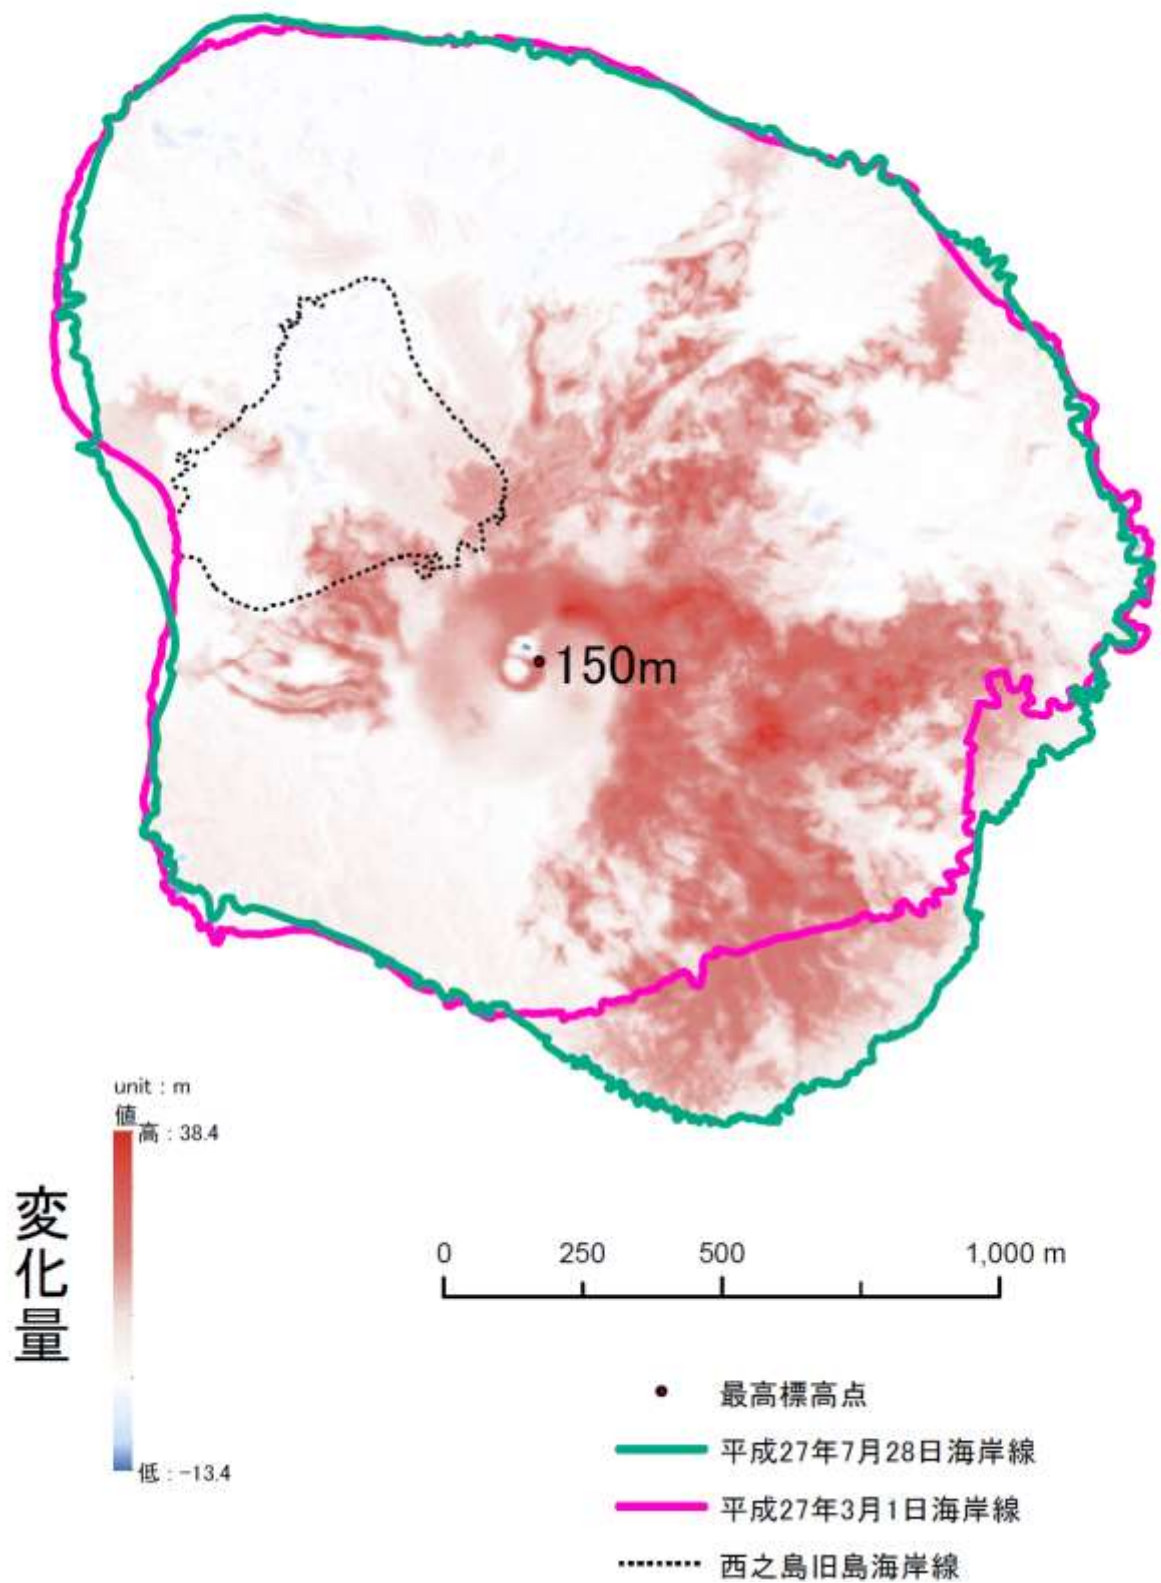 150m
unit : m
値
高 : 38.4
変化量
低 : -13.4
0 250 500 1,000 m
最高標高点
平成27年7月28日海岸線
平成27年3月1日海岸線
西之島旧島海岸線